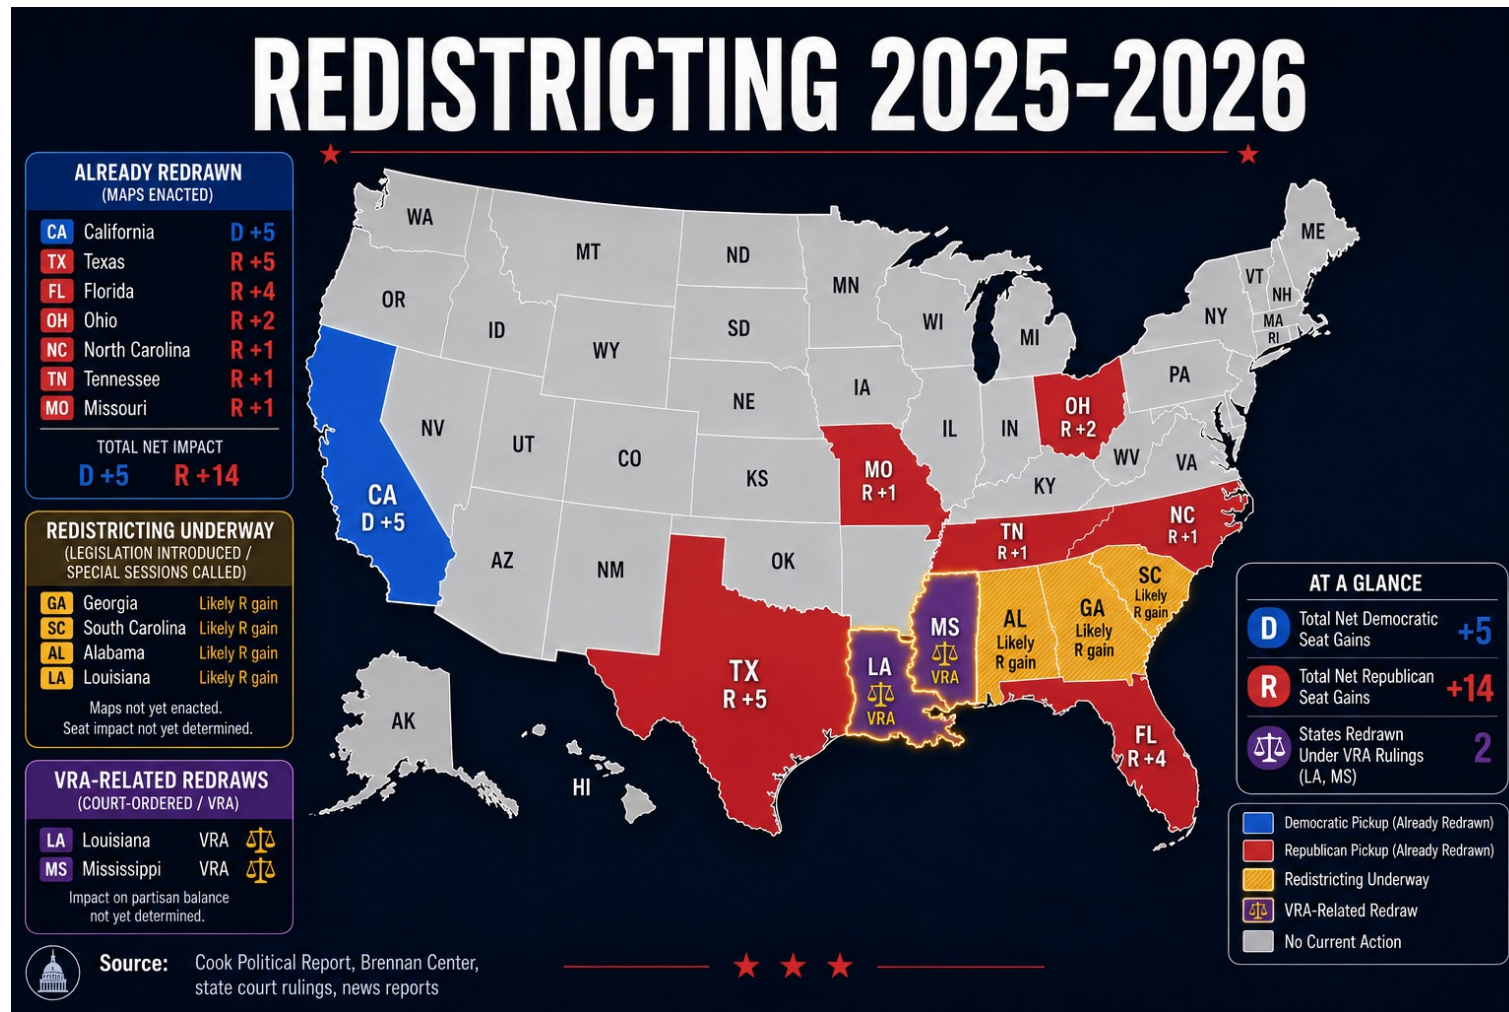 REDISTRICTING 2025-2026
ALREADY REDRAWN
(MAPS ENACTED)
CA California D +5
TX Texas R +5
FL Florida R +4
OH Ohio R +2
NC North Carolina R +1
TN Tennessee R +1
MO Missouri R +1
TOTAL NET IMPACT
D +5 R +14
REDISTRICTING UNDERWAY
(LEGISLATION INTRODUCED /
SPECIAL SESSIONS CALLED)
GA Georgia Likely R gain
SC South Carolina Likely R gain
AL Alabama Likely R gain
LA Louisiana Likely R gain
Maps not yet enacted.
Seat impact not yet determined.
VRA-RELATED REDRAWS
(COURT-ORDERED / VRA)
LA Louisiana VRA
MS Mississippi VRA
Impact on partisan balance
not yet determined.
WA
MT
ND
MN
ME
VT
NH
OR
ID
SD
WI
MI
NY
MA
RI
WY
IA
PA
NE
NV
UT
CO
KS
IL
IN
OH
R +2
WV
VA
KY
MO
R +1
CA
D +5
AZ
NM
OK
TN
R +1
NC
R +1
SC
Likely
R gain
MS
VRA
AL
Likely
R gain
GA
Likely
R gain
TX
R +5
LA
VRA
FL
R +4
AK
HI
AT A GLANCE
D Total Net Democratic
Seat Gains +5
R Total Net Republican
Seat Gains +14
States Redrawn
Under VRA Rulings 2
(LA, MS)
Democratic Pickup (Already Redrawn)
Republican Pickup (Already Redrawn)
Redistricting Underway
VRA-Related Redraw
No Current Action
Source: Cook Political Report, Brennan Center,
state court rulings, news reports